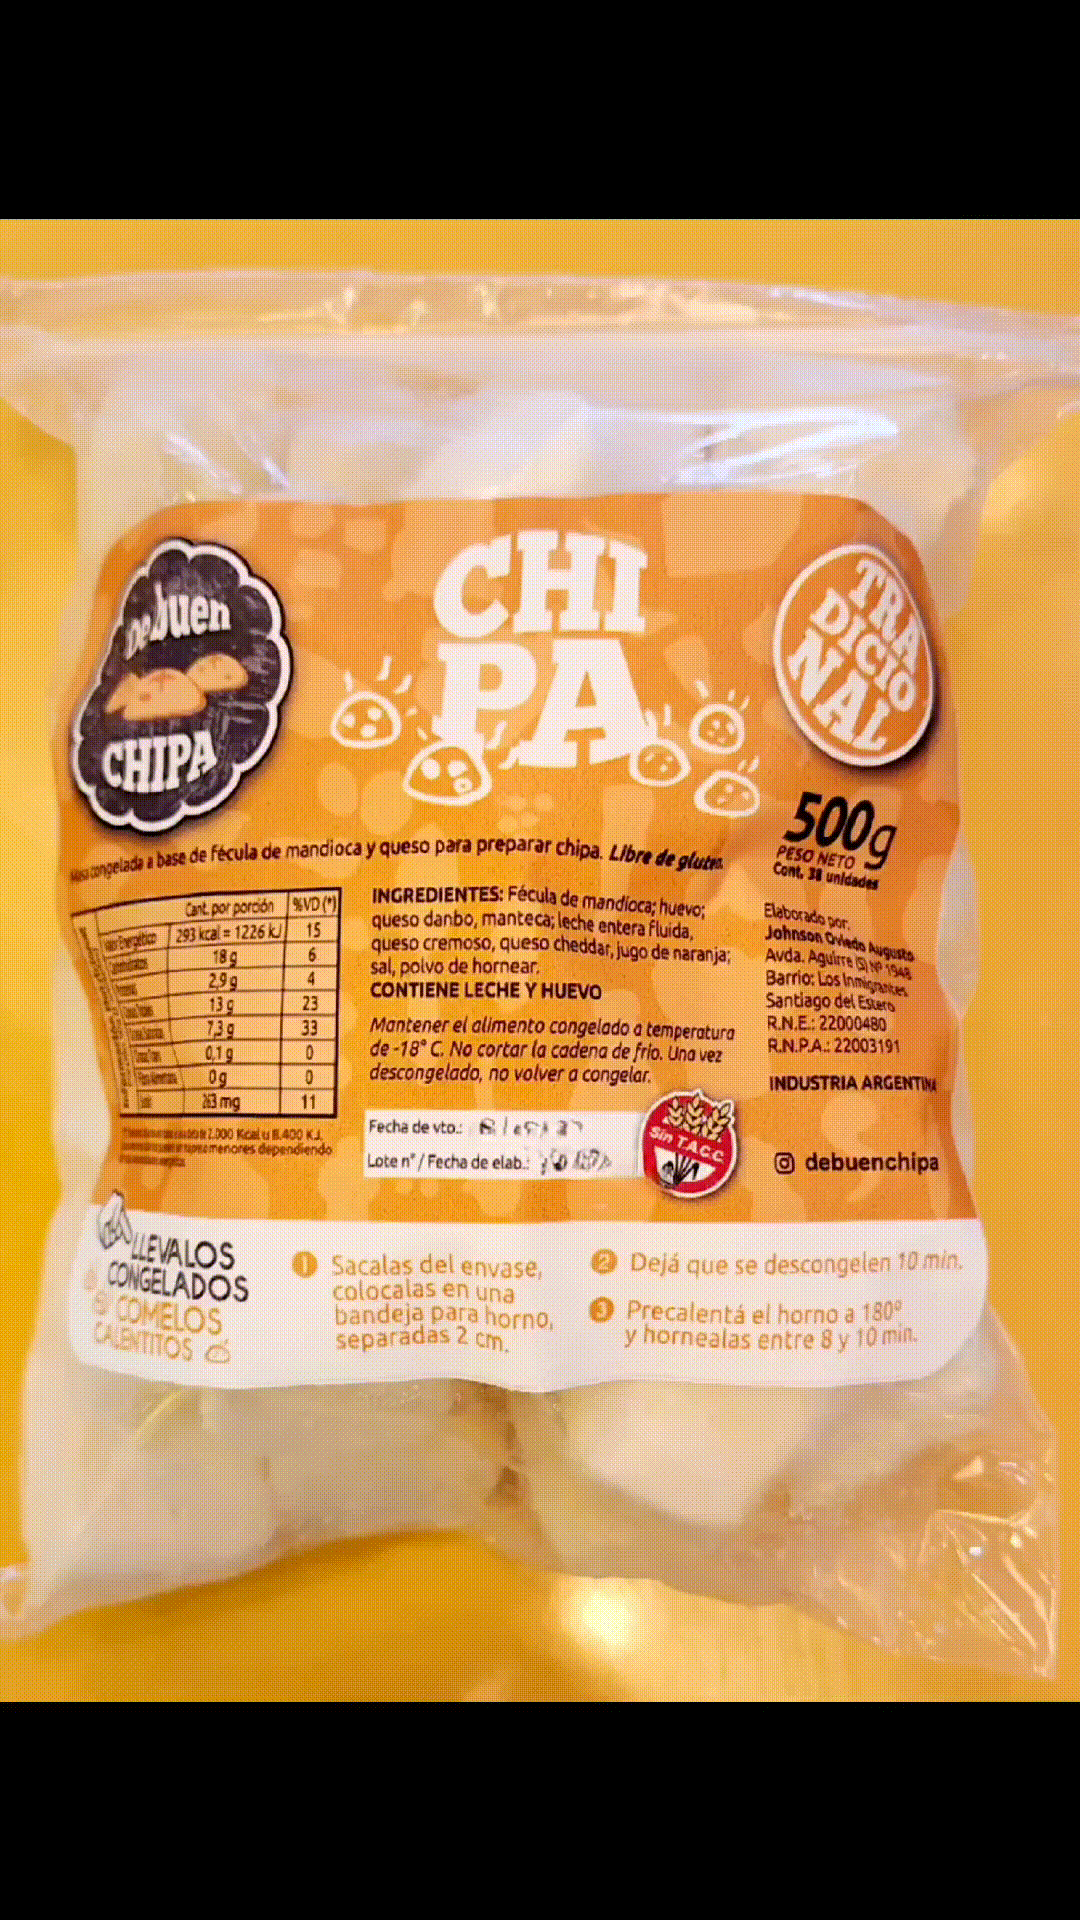 De buen
CHIPA
CHI
PA
TRA
DICIO
NAL
500g
PESO NETO
Cont. 38 unidades
congelada a base de fécula de mandioca y queso para preparar chipa. Libre de gluten.
Cant. por porción %VD (*)
293 kcal = 1226 kJ 15
18 g 6
2,9 g 4
13 g 23
7,3 g 33
0,1 g 0
0 g 0
263 mg 11
2.000 Kcal u 8.400 KJ.
menores dependiendo
INGREDIENTES: Fécula de mandioca; huevo;
queso danbo, manteca; leche entera fluida,
queso cremoso, queso cheddar, jugo de naranja;
sal, polvo de hornear.
CONTIENE LECHE Y HUEVO
Mantener el alimento congelado a temperatura
de -18° C. No cortar la cadena de frío. Una vez
descongelado, no volver a congelar.
Fecha de vto.:
Lote n° / Fecha de elab.:
Sin T.A.C.C.
Elaborado por:
Johnson Oviedo Augusto
Avda. Aguirre (S) Nº 1948
Barrio: Los Inmigrantes
Santiago del Estero
R.N.E.: 22000480
R.N.P.A.: 22003191
INDUSTRIA ARGENTINA
debuenchipa
LLEVALOS
CONGELADOS
COMELOS
CALENTITOS
1 Sacalas del envase,
colocalas en una
bandeja para horno,
separadas 2 cm.
2 Dejá que se descongelen 10 min.
3 Precalentá el horno a 180°
y hornealas entre 8 y 10 min.